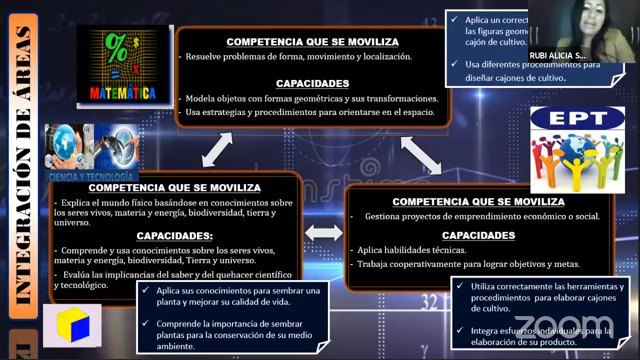 INTEGRACIÓN DE ÁREAS
MATEMÁTICA
COMPETENCIA QUE SE MOVILIZA
- Resuelve problemas de forma, movimiento y localización.
CAPACIDADES
- Modela objetos con formas geométricas y sus transformaciones.
- Usa estrategias y procedimientos para orientarse en el espacio.
✓ Aplica un correct
las figuras geom
cajón de cultivo.
✓ Usa diferentes procedimientos para
diseñar cajones de cultivo.
RUBI ALICIA S...
CIENCIA Y TECNOLOGÍA
COMPETENCIA QUE SE MOVILIZA
- Explica el mundo físico basándose en conocimientos sobre
los seres vivos, materia y energía, biodiversidad, tierra y
universo.
CAPACIDADES:
- Comprende y usa conocimientos sobre los seres vivos,
materia y energía, biodiversidad, Tierra y universo.
- Evalúa las implicancias del saber y del quehacer científico
y tecnológico.
✓ Aplica sus conocimientos para sembrar una
planta y mejorar su calidad de vida.
✓ Comprende la importancia de sembrar
plantas para la conservación de su medio
ambiente.
EPT
COMPETENCIA QUE SE MOVILIZA
- Gestiona proyectos de emprendimiento económico o social.
CAPACIDADES
- Aplica habilidades técnicas.
- Trabaja cooperativamente para lograr objetivos y metas.
✓ Utiliza correctamente las herramientas y
procedimientos para elaborar cajones
de cultivo.
✓ Integra esfuerzos individuales para la
elaboración de su producto.
zoom
32